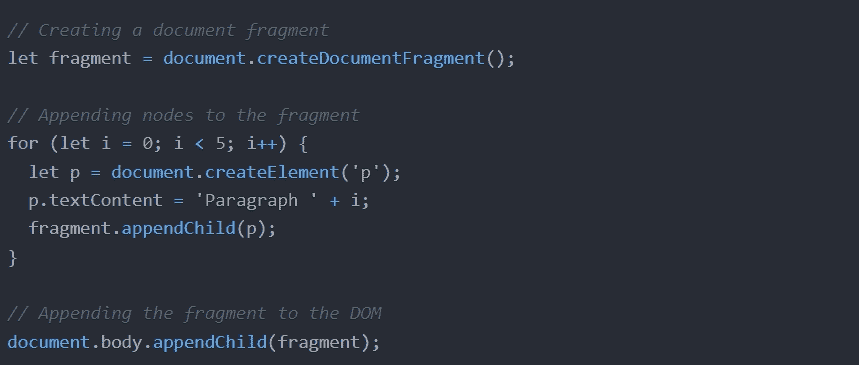 // Creating a document fragment
let fragment = document.createDocumentFragment();
// Appending nodes to the fragment
for (let i = 0; i < 5; i++) {
  let p = document.createElement('p');
  p.textContent = 'Paragraph ' + i;
  fragment.appendChild(p);
}
// Appending the fragment to the DOM
document.body.appendChild(fragment);